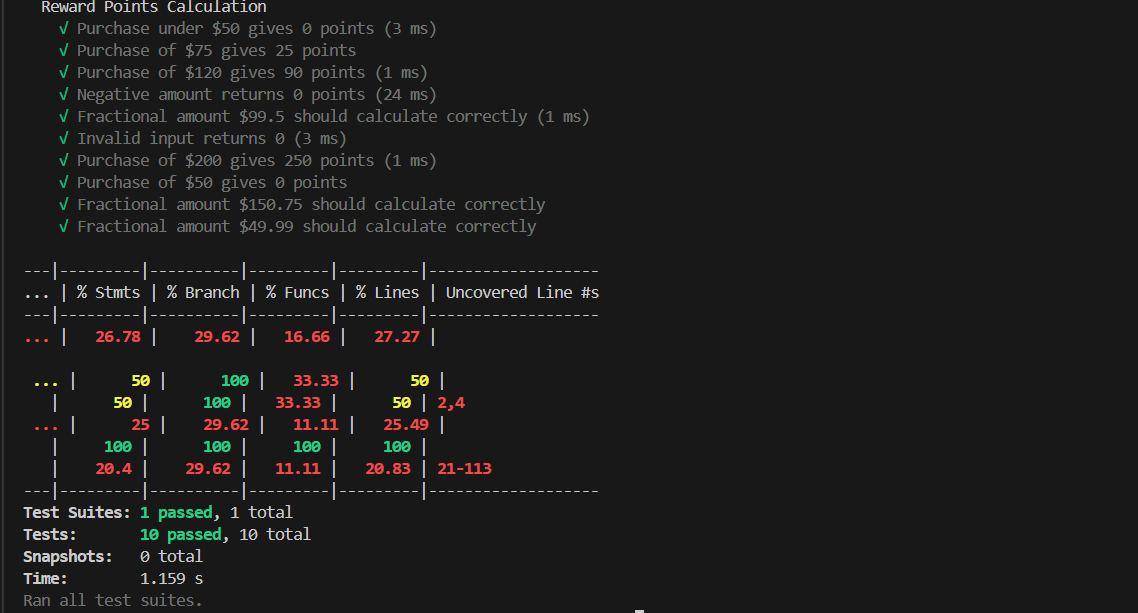 Reward Points Calculation
√ Purchase under $50 gives 0 points (3 ms)
√ Purchase of $75 gives 25 points
√ Purchase of $120 gives 90 points (1 ms)
√ Negative amount returns 0 points (24 ms)
√ Fractional amount $99.5 should calculate correctly (1 ms)
√ Invalid input returns 0 (3 ms)
√ Purchase of $200 gives 250 points (1 ms)
√ Purchase of $50 gives 0 points
√ Fractional amount $150.75 should calculate correctly
√ Fractional amount $49.99 should calculate correctly
---|---------|----------|---------|---------|-------------------
... | % Stmts | % Branch | % Funcs | % Lines | Uncovered Line #s
---|---------|----------|---------|---------|-------------------
... | 26.78 | 29.62 | 16.66 | 27.27 |
... | 50 | 100 | 33.33 | 50 |
| 50 | 100 | 33.33 | 50 | 2,4
... | 25 | 29.62 | 11.11 | 25.49 |
| 100 | 100 | 100 | 100 |
| 20.4 | 29.62 | 11.11 | 20.83 | 21-113
---|---------|----------|---------|---------|-------------------
Test Suites: 1 passed, 1 total
Tests: 10 passed, 10 total
Snapshots: 0 total
Time: 1.159 s
Ran all test suites.